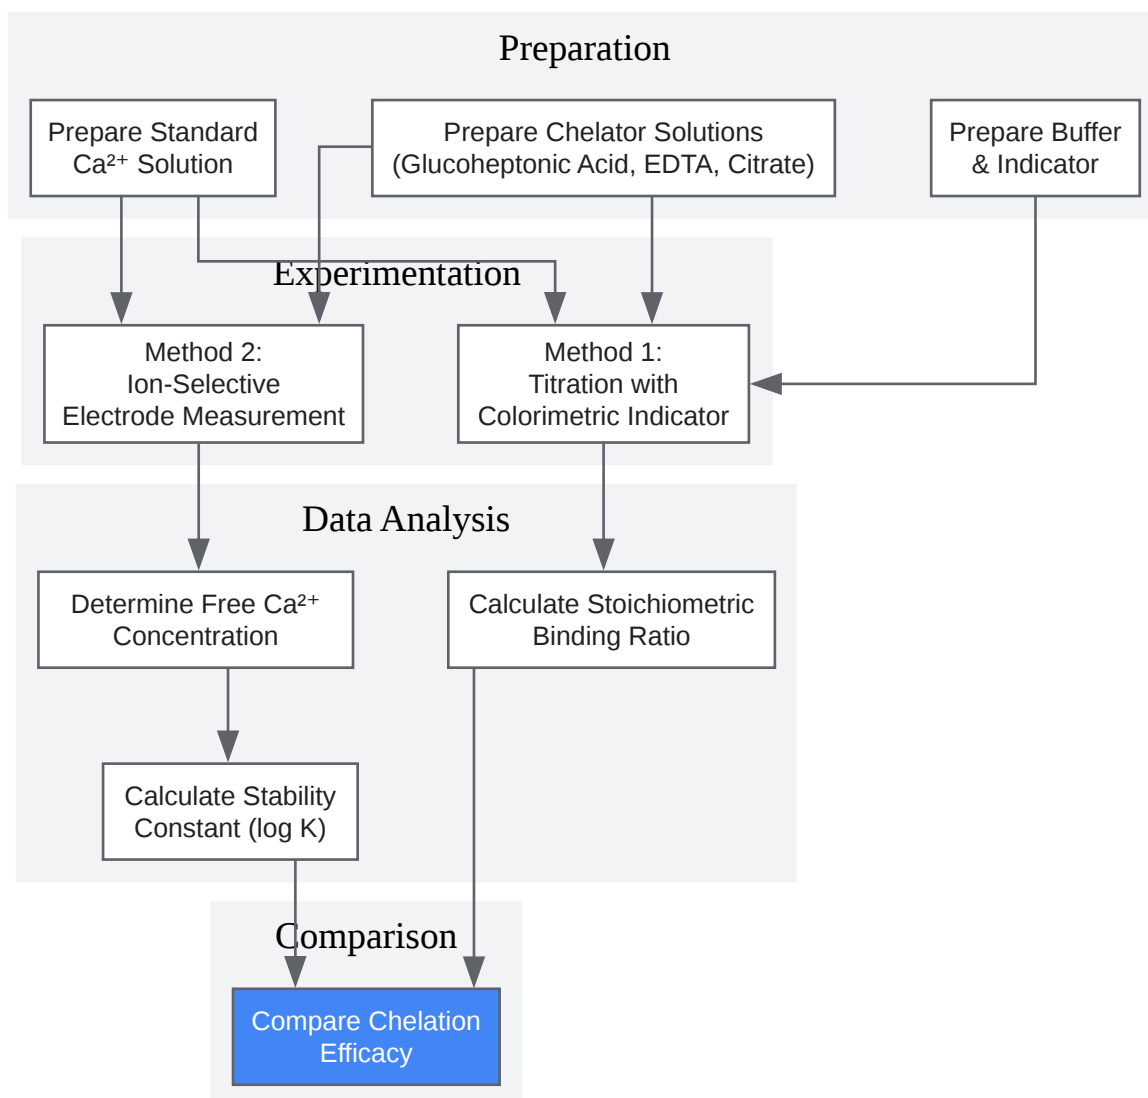 Preparation
Prepare Standard
Ca²⁺ Solution
Prepare Chelator Solutions
(Glucoheptonic Acid, EDTA, Citrate)
Prepare Buffer
& Indicator
Experimentation
Method 2:
Ion-Selective
Electrode Measurement
Method 1:
Titration with
Colorimetric Indicator
Data Analysis
Determine Free Ca²⁺
Concentration
Calculate Stoichiometric
Binding Ratio
Calculate Stability
Constant (log K)
Comparison
Compare Chelation
Efficacy